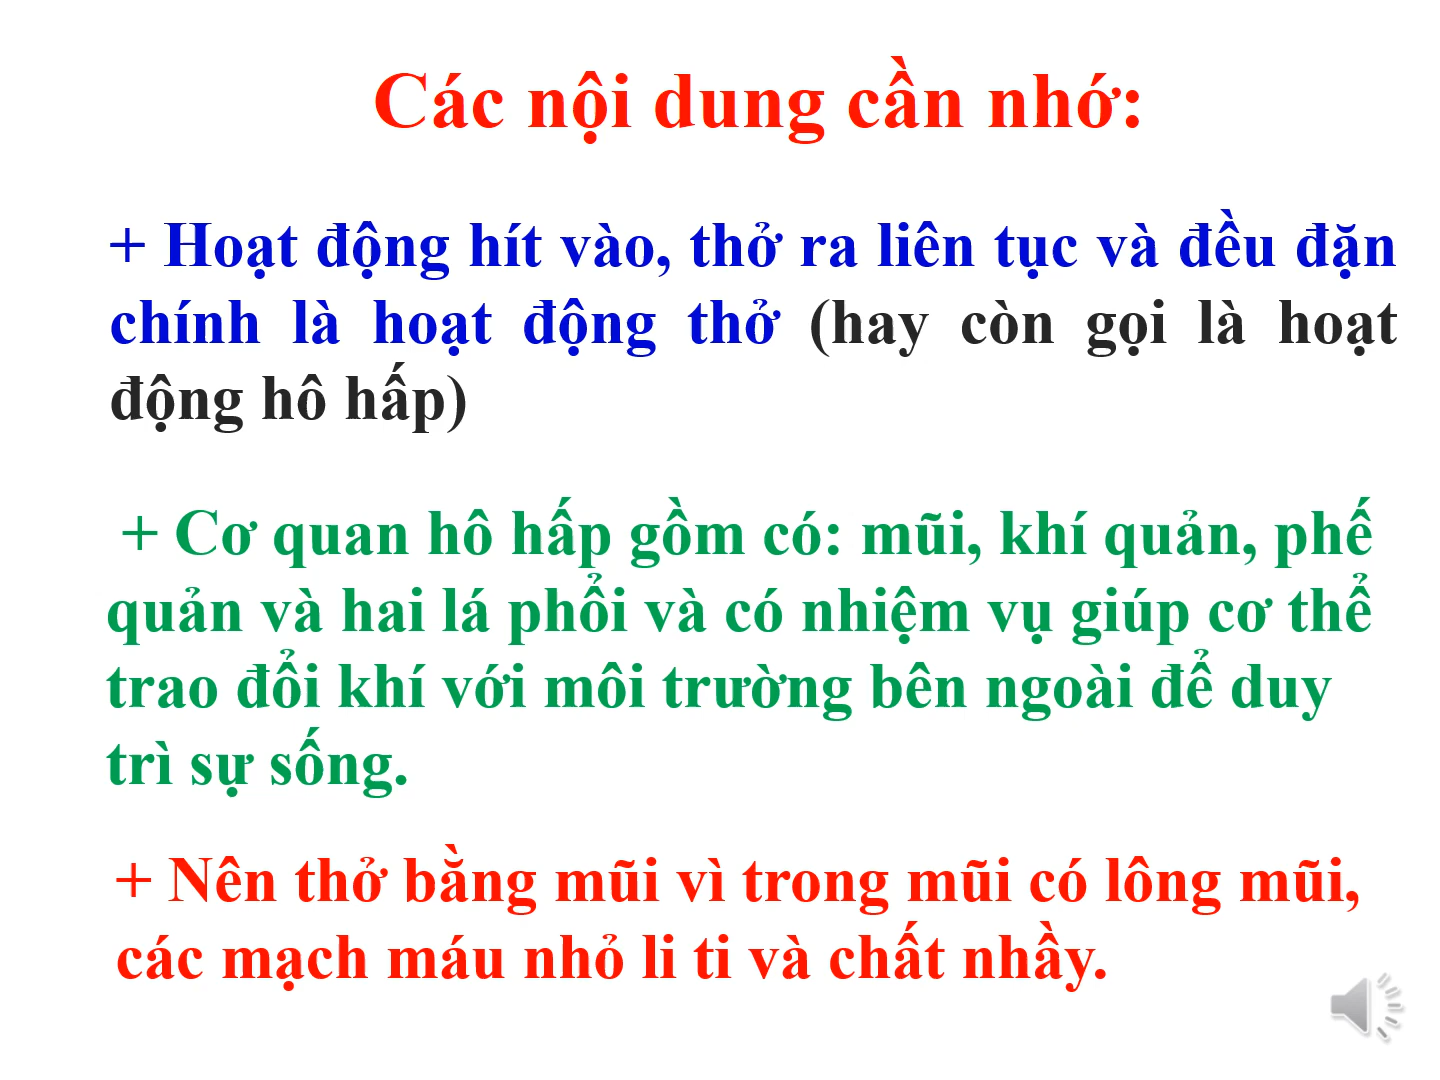 Các nội dung cần nhớ:
+ Hoạt động hít vào, thở ra liên tục và đều đặn
chính là hoạt động thở (hay còn gọi là hoạt
động hô hấp)
+ Cơ quan hô hấp gồm có: mũi, khí quản, phế
quản và hai lá phổi và có nhiệm vụ giúp cơ thể
trao đổi khí với môi trường bên ngoài để duy
trì sự sống.
+ Nên thở bằng mũi vì trong mũi có lông mũi,
các mạch máu nhỏ li ti và chất nhầy.